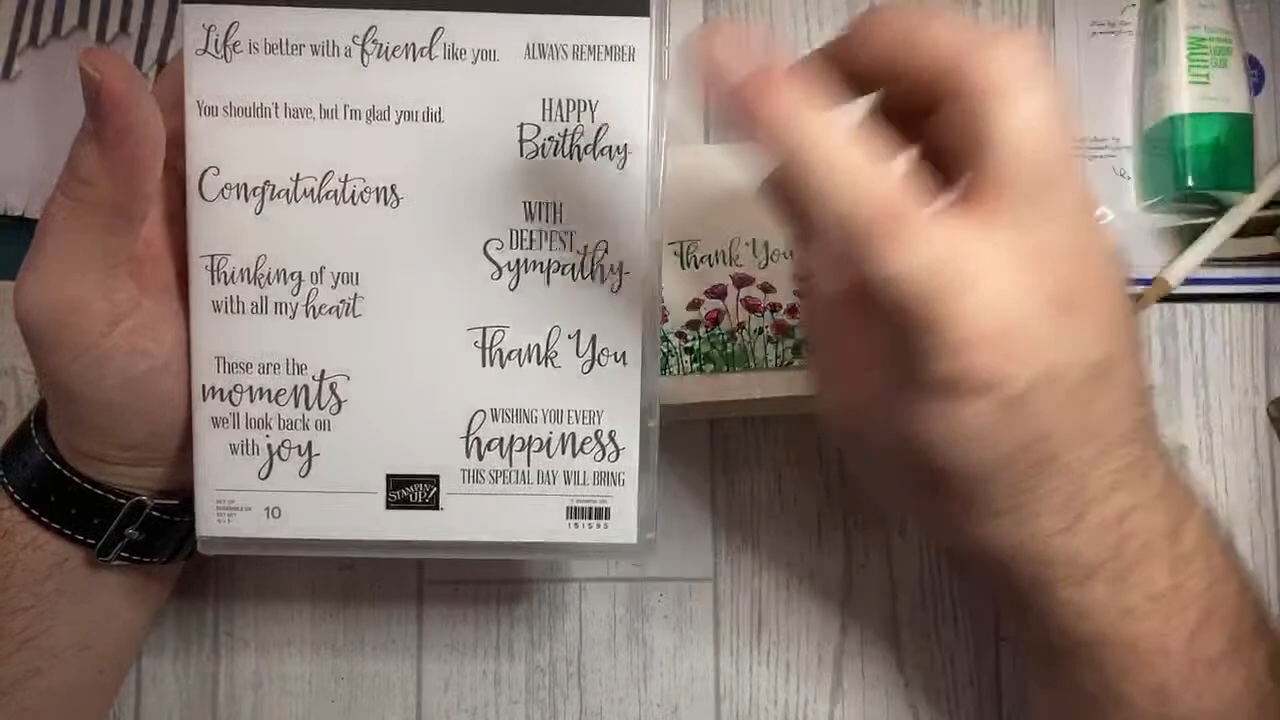 Life is better with a friend like you.
ALWAYS REMEMBER
You shouldn't have, but I'm glad you did.
HAPPY
Birthday
Congratulations
WITH
DEEPEST
Sympathy
Thinking of you
with all my heart
Thank You
These are the
moments
we'll look back on
with joy
WISHING YOU EVERY
happiness
THIS SPECIAL DAY WILL BRING
STAMPIN' UP!
10
151595
Thank You
MULTI